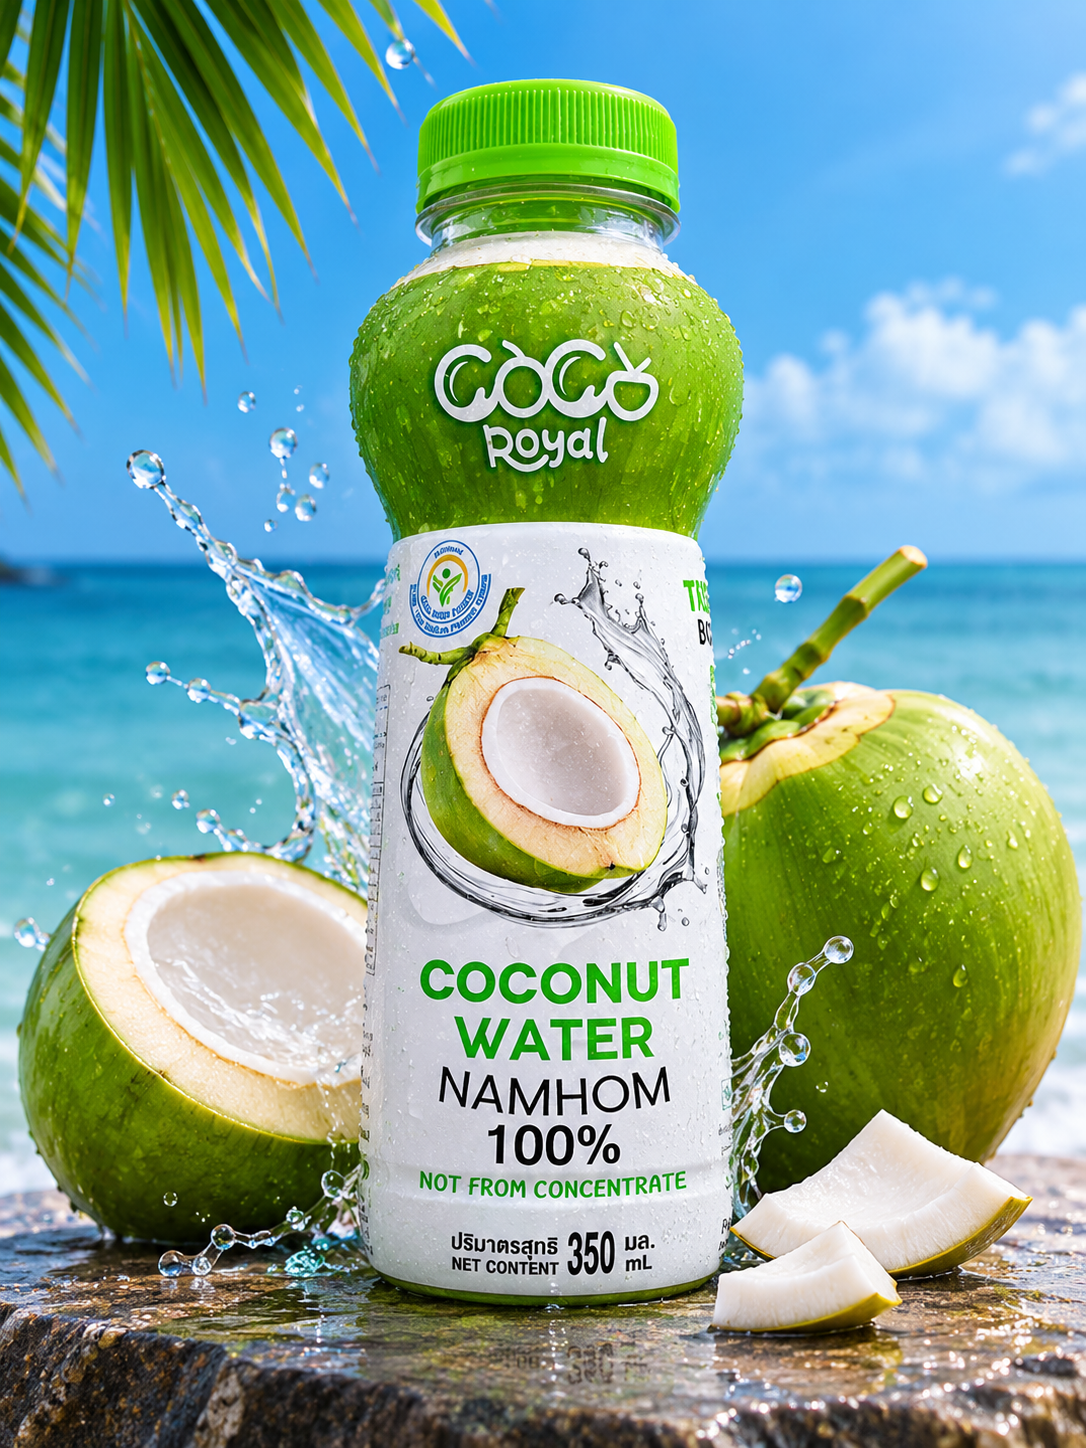 CòCò
Royal
COCONUT
WATER
NAMHOM
100%
NOT FROM CONCENTRATE
ปริมาตรสุทธิ 350 มล.
NET CONTENT mL